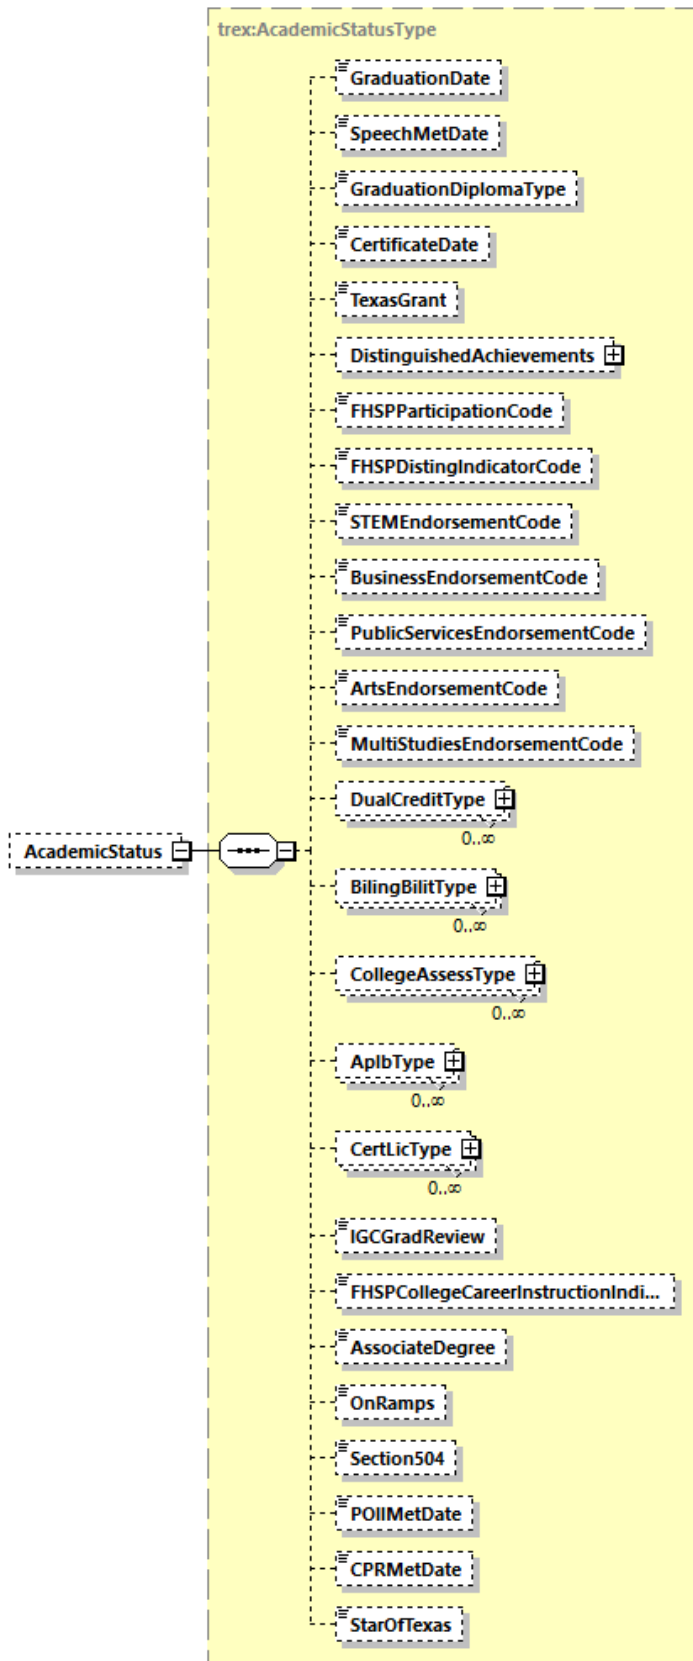 trex:AcademicStatusType
GraduationDate
SpeechMetDate
GraduationDiplomaType
CertificateDate
TexasGrant
DistinguishedAchievements
FHSPParticipationCode
FHSPDistingIndicatorCode
STEMEndorsementCode
BusinessEndorsementCode
PublicServicesEndorsementCode
ArtsEndorsementCode
MultiStudiesEndorsementCode
DualCreditType
0..∞
AcademicStatus
BilingBilitType
0..∞
CollegeAssessType
0..∞
ApIbType
0..∞
CertLicType
0..∞
IGCGradReview
FHSPCollegeCareerInstructionIndi...
AssociateDegree
OnRamps
Section504
POIIMetDate
CPRMetDate
StarOfTexas